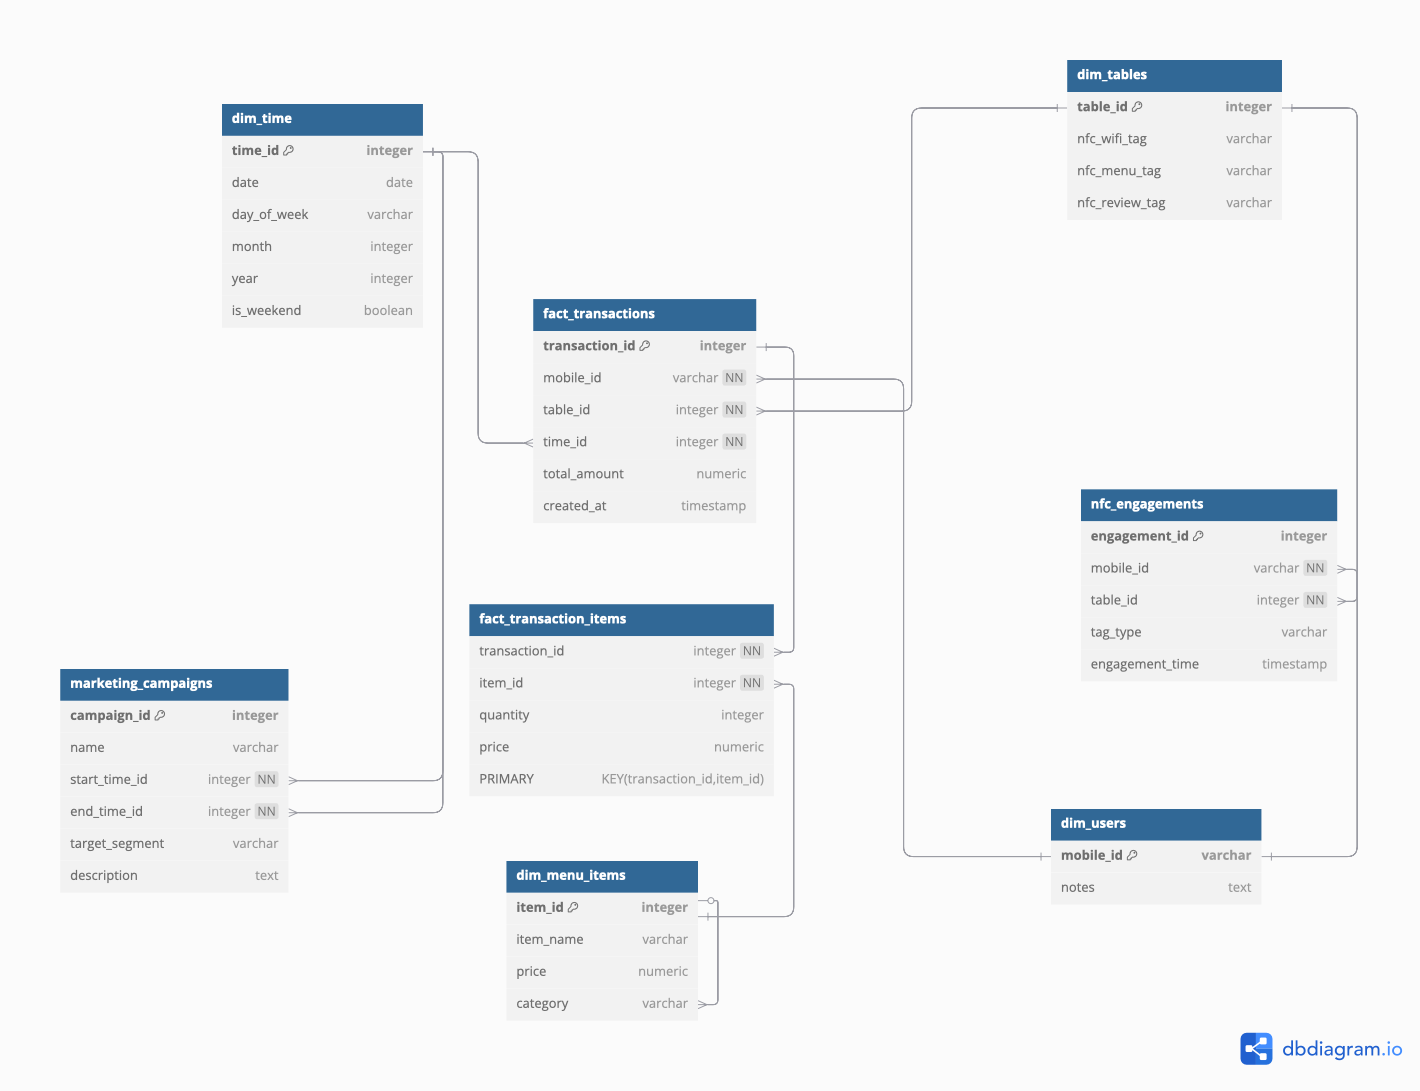 dim_time
time_id integer
date date
day_of_week varchar
month integer
year integer
is_weekend boolean
dim_tables
table_id integer
nfc_wifi_tag varchar
nfc_menu_tag varchar
nfc_review_tag varchar
fact_transactions
transaction_id integer
mobile_id varchar NN
table_id integer NN
time_id integer NN
total_amount numeric
created_at timestamp
nfc_engagements
engagement_id integer
mobile_id varchar NN
table_id integer NN
tag_type varchar
engagement_time timestamp
fact_transaction_items
transaction_id integer NN
item_id integer NN
quantity integer
price numeric
PRIMARY KEY(transaction_id,item_id)
marketing_campaigns
campaign_id integer
name varchar
start_time_id integer NN
end_time_id integer NN
target_segment varchar
description text
dim_users
mobile_id varchar
notes text
dim_menu_items
item_id integer
item_name varchar
price numeric
category varchar
dbdiagram.io